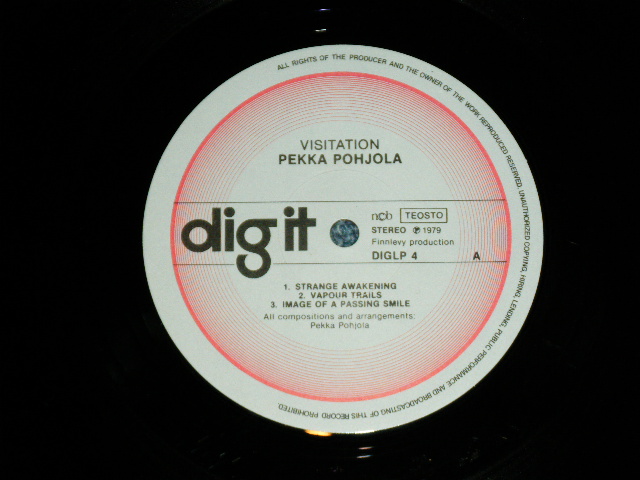 ALL RIGHTS OF THE PRODUCER AND THE OWNER OF THE WORK REPRODUCED RESERVED. UNAUTHORIZED COPYING, HIRING, LENDING, PUBLIC PERFORMANCE AND BROADCASTING OF THIS RECORD PROHIBITED
VISITATION
PEKKA POHJOLA
dig it
ncb TEOSTO
STEREO ℗ 1979
Finnlevy production
DIGLP 4 A
1. STRANGE AWAKENING
2. VAPOUR TRAILS
3. IMAGE OF A PASSING SMILE
All compositions and arrangements:
Pekka Pohjola